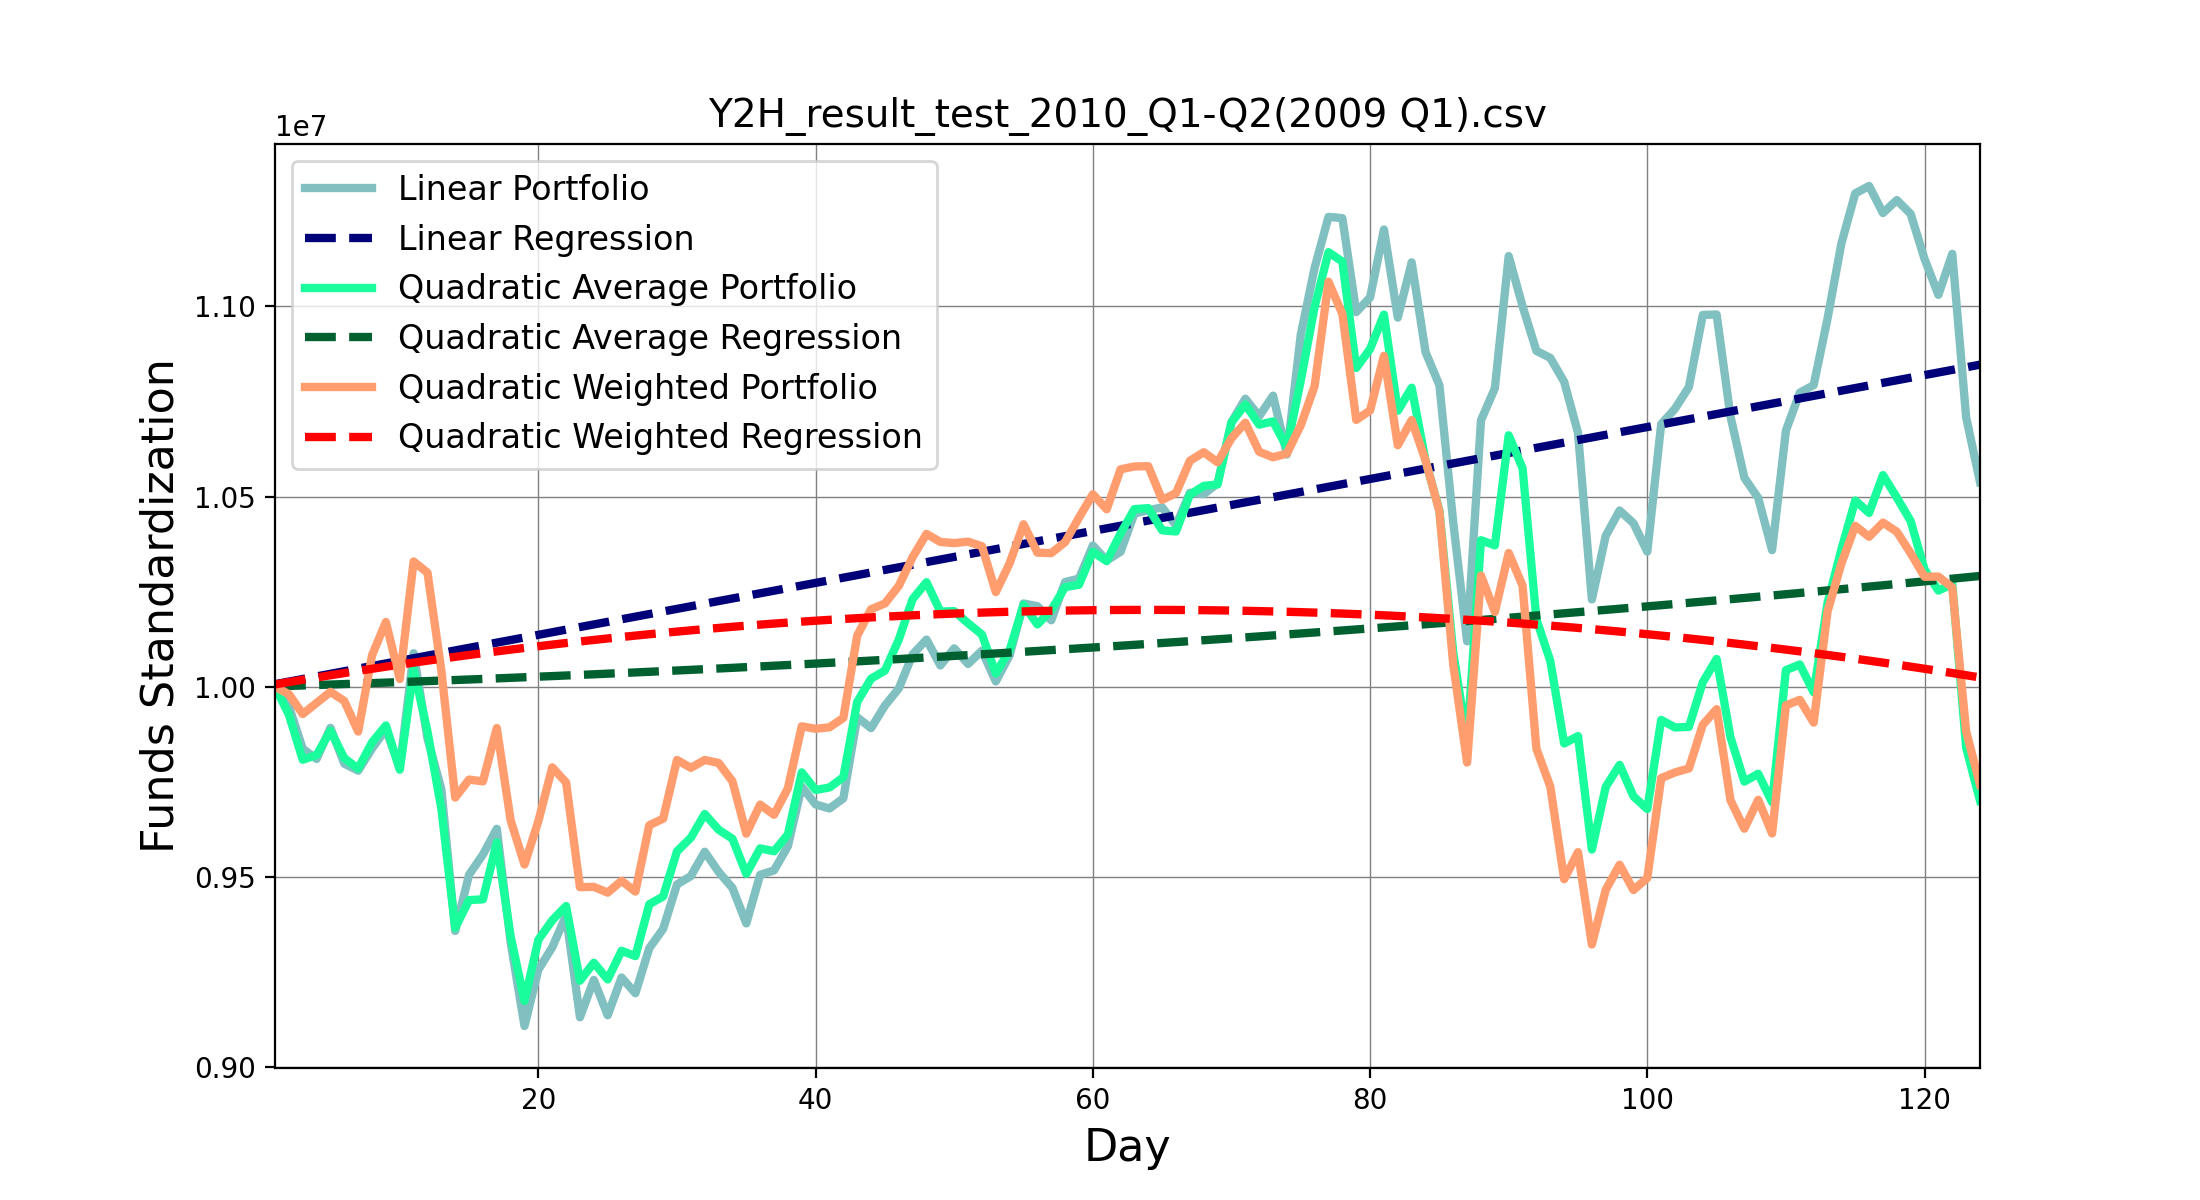 Y2H_result_test_2010_Q1-Q2(2009 Q1).csv
1e7
Linear Portfolio
Linear Regression
Quadratic Average Portfolio
Quadratic Average Regression
Quadratic Weighted Portfolio
Quadratic Weighted Regression
1.10
1.05
1.00
0.95
0.90
Funds Standardization
20 40 60 80 100 120
Day